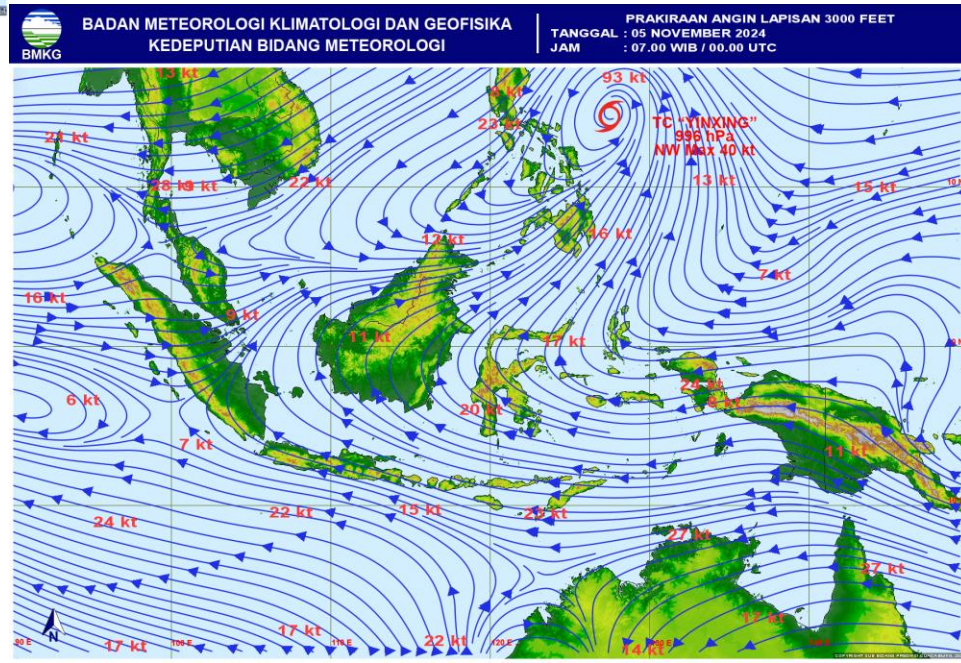 BADAN METEOROLOGI KLIMATOLOGI DAN GEOFISIKA
KEDEPUTIAN BIDANG METEOROLOGI
BMKG
PRAKIRAAN ANGIN LAPISAN 3000 FEET
TANGGAL : 05 NOVEMBER 2024
JAM : 07.00 WIB / 00.00 UTC
13 kt
93 kt
23 kt
TC "YINXING"
996 hPa
NW Max 40 kt
21 kt
22 kt
13 kt
15 kt
12 kt
16 kt
7 kt
16 kt
9 kt
11 kt
17 kt
24 kt
6 kt
20 kt
7 kt
11 kt
24 kt
22 kt
15 kt
23 kt
27 kt
27 kt
17 kt
17 kt
17 kt
22 kt
14 kt
N
90 E
100 E
110 E
120 E